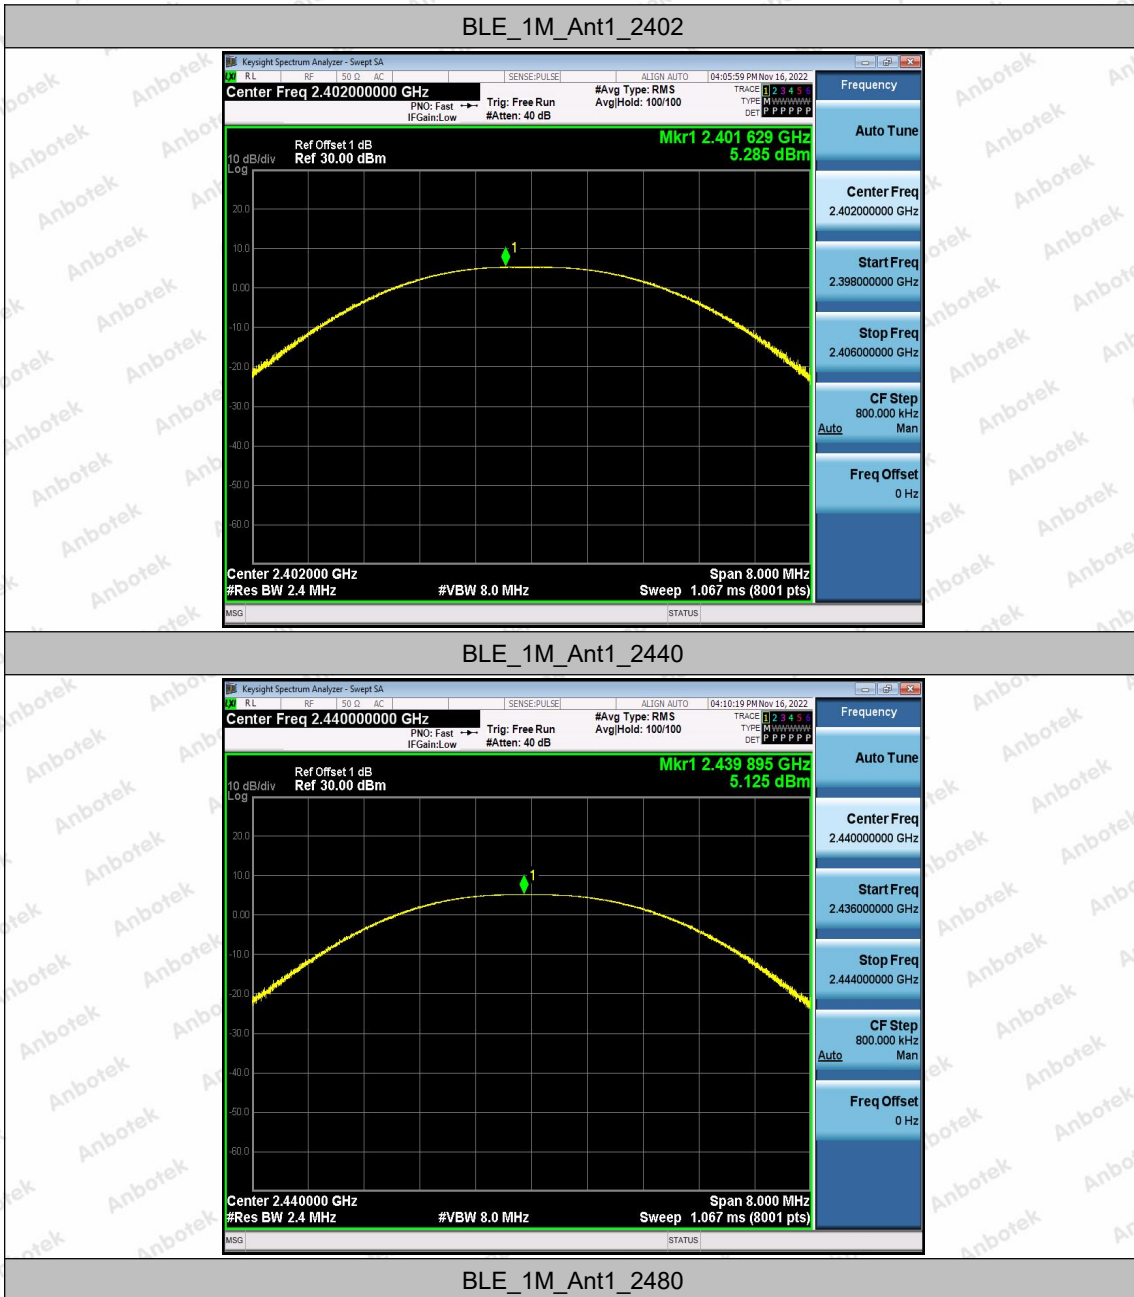 BLE_1M_Ant1_2402
Keysight Spectrum Analyzer - Swept SA
LXI RL RF 50 Ω AC SENSE:PULSE ALIGN AUTO 04:05:59 PM Nov 16, 2022
Center Freq 2.402000000 GHz #Avg Type: RMS TRACE 1 2 3 4 5 6
PNO: Fast Trig: Free Run Avg|Hold: 100/100 TYPE M W W W W W
IFGain:Low #Atten: 40 dB DET P P P P P P
Frequency
Auto Tune
Mkr1 2.401 629 GHz
5.285 dBm
Ref Offset 1 dB
10 dB/div Ref 30.00 dBm
Log
20.0
10.0
0.00
-10.0
-20.0
-30.0
-40.0
-50.0
-60.0
1
Center Freq
2.402000000 GHz
Start Freq
2.398000000 GHz
Stop Freq
2.406000000 GHz
CF Step
800.000 kHz
Auto Man
Freq Offset
0 Hz
Center 2.402000 GHz Span 8.000 MHz
#Res BW 2.4 MHz #VBW 8.0 MHz Sweep 1.067 ms (8001 pts)
MSG STATUS
BLE_1M_Ant1_2440
Keysight Spectrum Analyzer - Swept SA
LXI RL RF 50 Ω AC SENSE:PULSE ALIGN AUTO 04:10:19 PM Nov 16, 2022
Center Freq 2.440000000 GHz #Avg Type: RMS TRACE 1 2 3 4 5 6
PNO: Fast Trig: Free Run Avg|Hold: 100/100 TYPE M W W W W W
IFGain:Low #Atten: 40 dB DET P P P P P P
Frequency
Auto Tune
Mkr1 2.439 895 GHz
5.125 dBm
Ref Offset 1 dB
10 dB/div Ref 30.00 dBm
Log
20.0
10.0
0.00
-10.0
-20.0
-30.0
-40.0
-50.0
-60.0
1
Center Freq
2.440000000 GHz
Start Freq
2.436000000 GHz
Stop Freq
2.444000000 GHz
CF Step
800.000 kHz
Auto Man
Freq Offset
0 Hz
Center 2.440000 GHz Span 8.000 MHz
#Res BW 2.4 MHz #VBW 8.0 MHz Sweep 1.067 ms (8001 pts)
MSG STATUS
BLE_1M_Ant1_2480
Anbotek